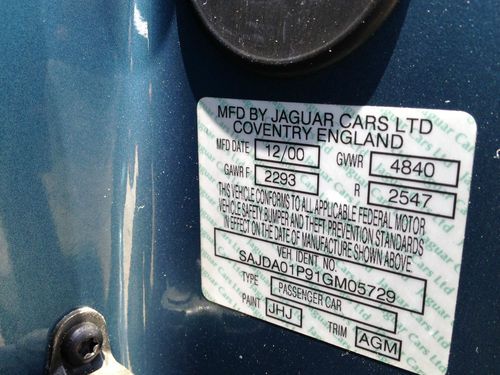 MFD BY JAGUAR CARS LTD
COVENTRY ENGLAND
MFD DATE 12/00 GVWR 4840
GAWR F 2293 R 2547
THIS VEHICLE CONFORMS TO ALL APPLICABLE FEDERAL MOTOR
VEHICLE SAFETY BUMPER AND THEFT PREVENTION STANDARDS
IN EFFECT ON THE DATE OF MANUFACTURE SHOWN ABOVE.
VEH. IDENT. NO.
SAJDA01P91GM05729
TYPE PASSENGER CAR
PAINT JHJ TRIM AGM